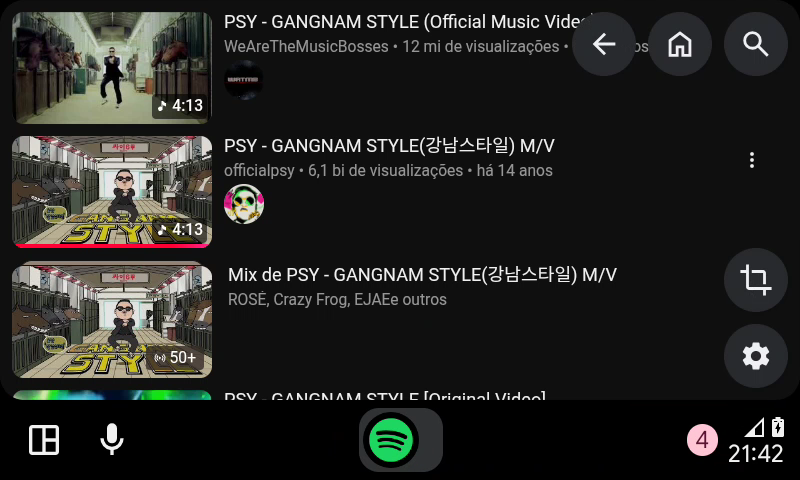 PSY - GANGNAM STYLE (Official Music Video)
WeAreTheMusicBosses • 12 mi de visualizações •
4:13
PSY - GANGNAM STYLE(강남스타일) M/V
officialpsy • 6,1 bi de visualizações • há 14 anos
4:13
Mix de PSY - GANGNAM STYLE(강남스타일) M/V
ROSÉ, Crazy Frog, EJAEe outros
50+
PSY - GANGNAM STYLE [Original Video]
4
21:42